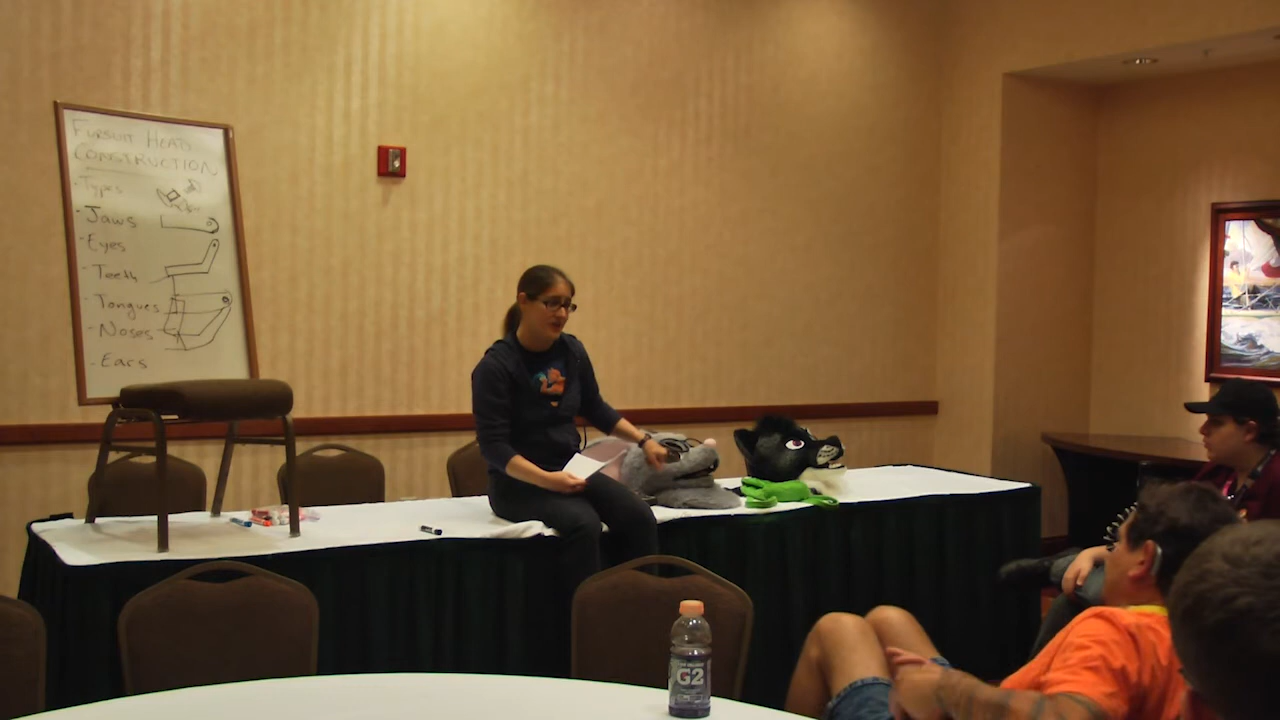 FURSUIT HEAD
CONSTRUCTION
- Types
- Jaws
- Eyes
- Teeth
- Tongues
- Noses
- Ears
G2